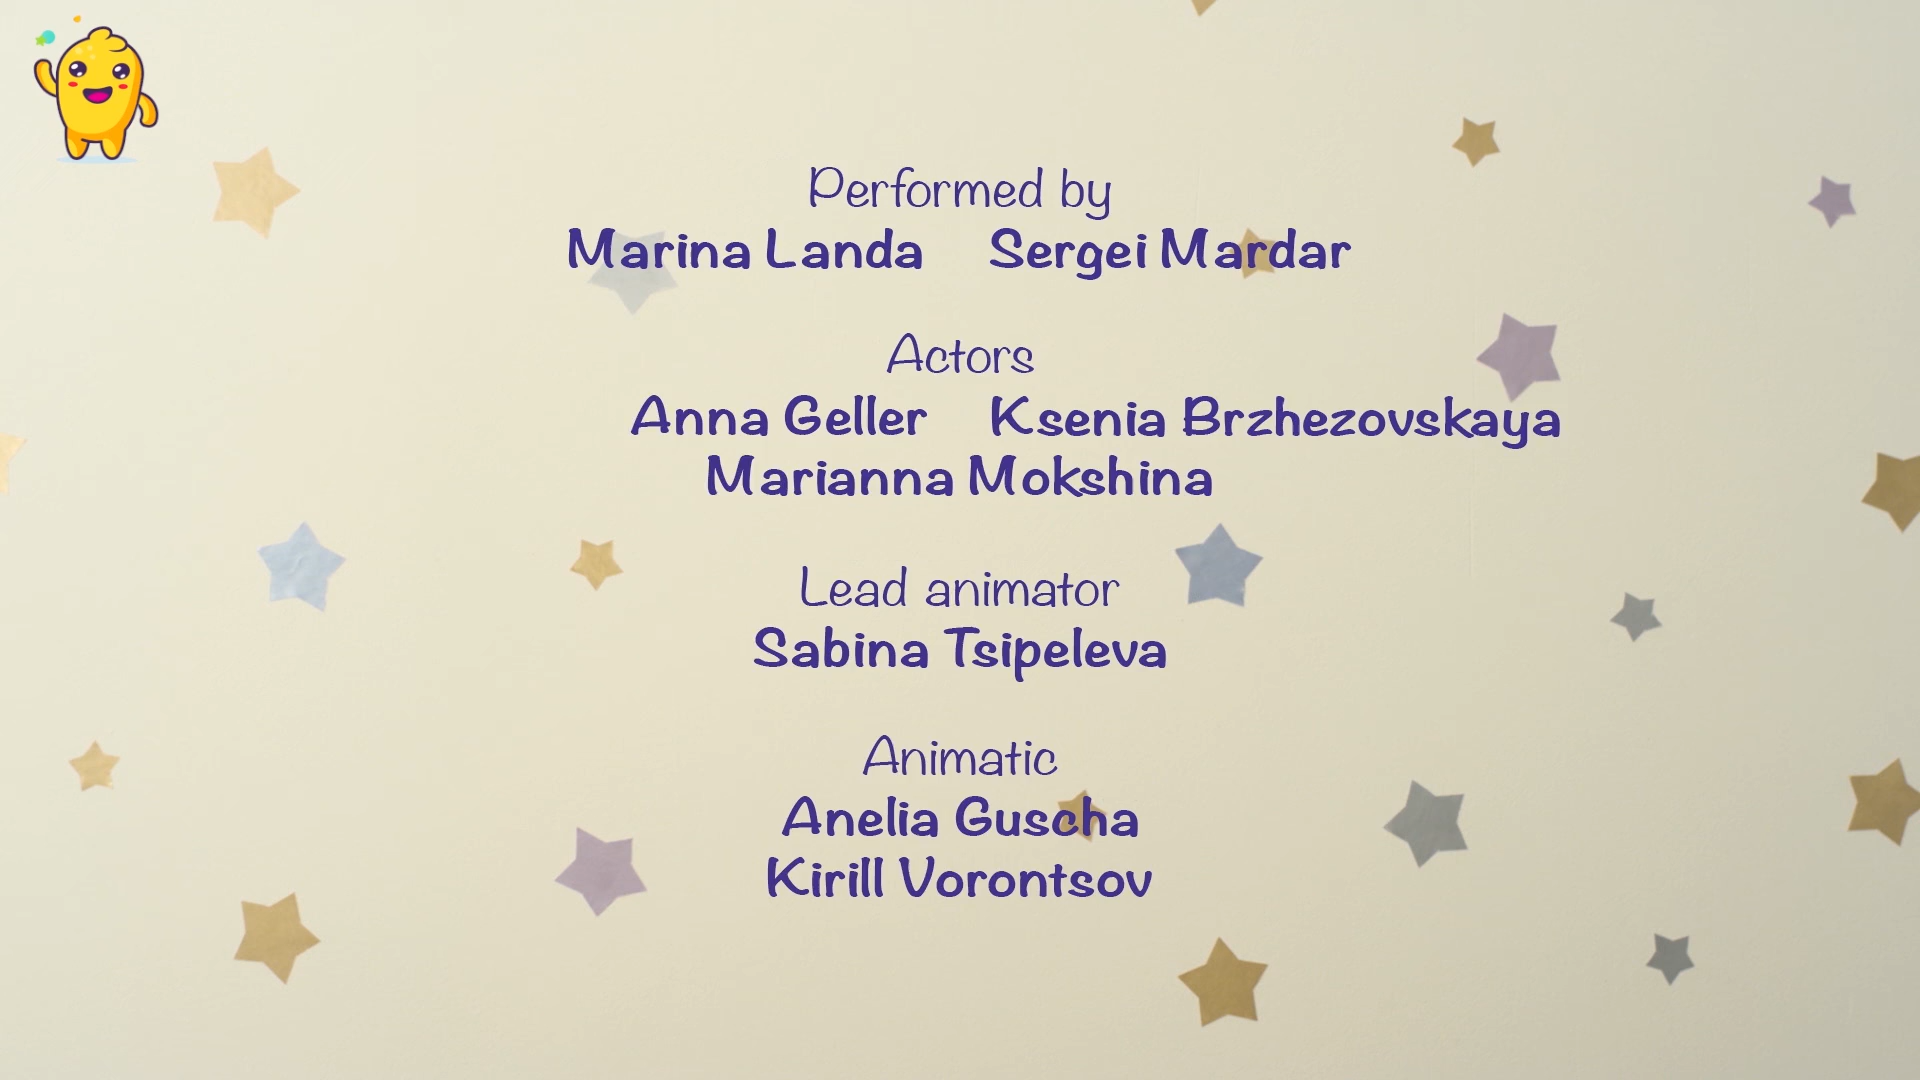 Performed by
Marina Landa Sergei Mardar
Actors
Anna Geller Ksenia Brzhezovskaya
Marianna Mokshina
Lead animator
Sabina Tsipeleva
Animatic
Anelia Guscha
Kirill Vorontsov